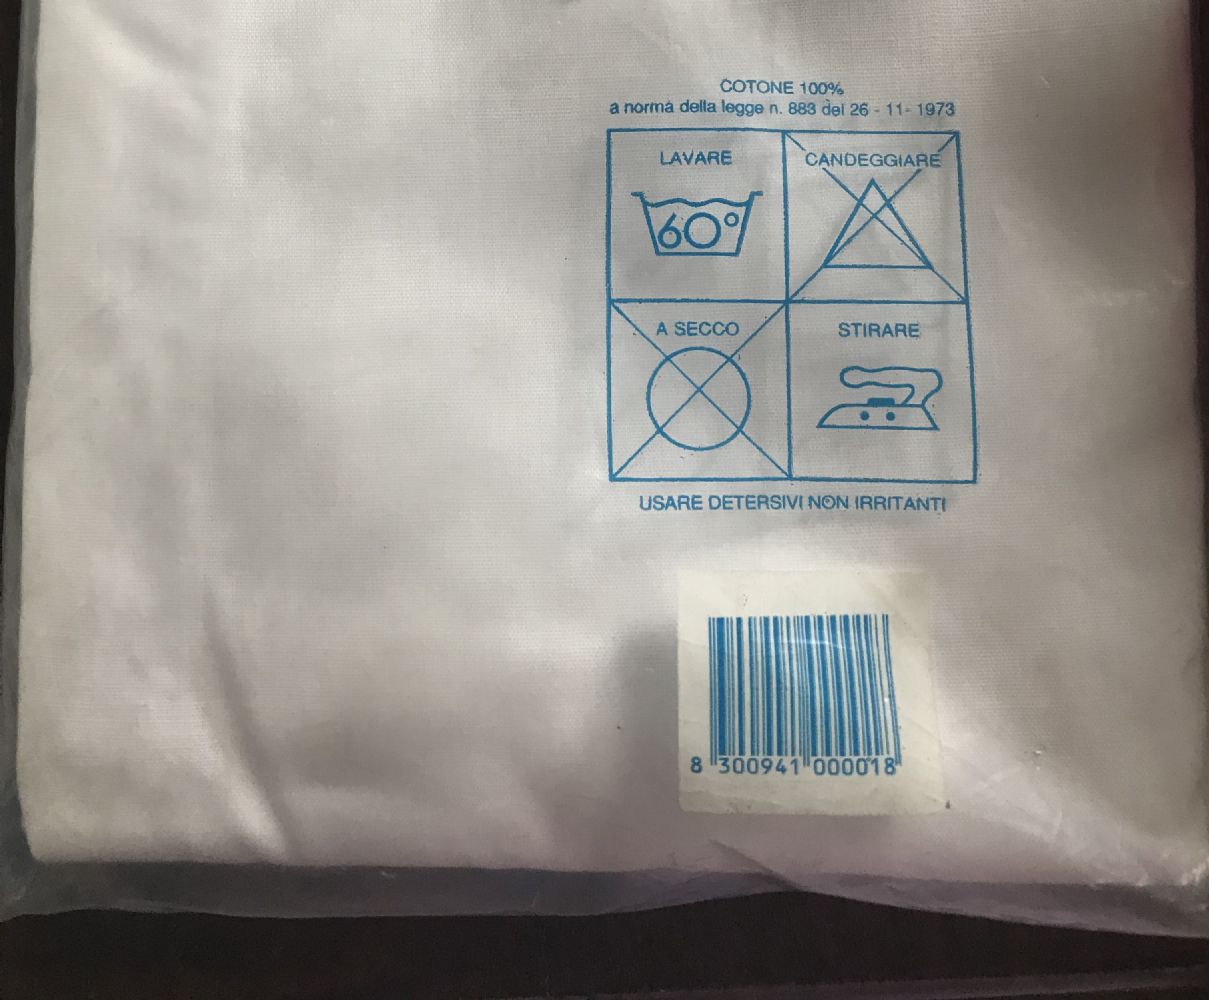 COTONE 100%
a norma della legge n. 883 del 26 - 11- 1973
LAVARE
CANDEGGIARE
60°
A SECCO
STIRARE
USARE DETERSIVI NON IRRITANTI
8 300941 000018